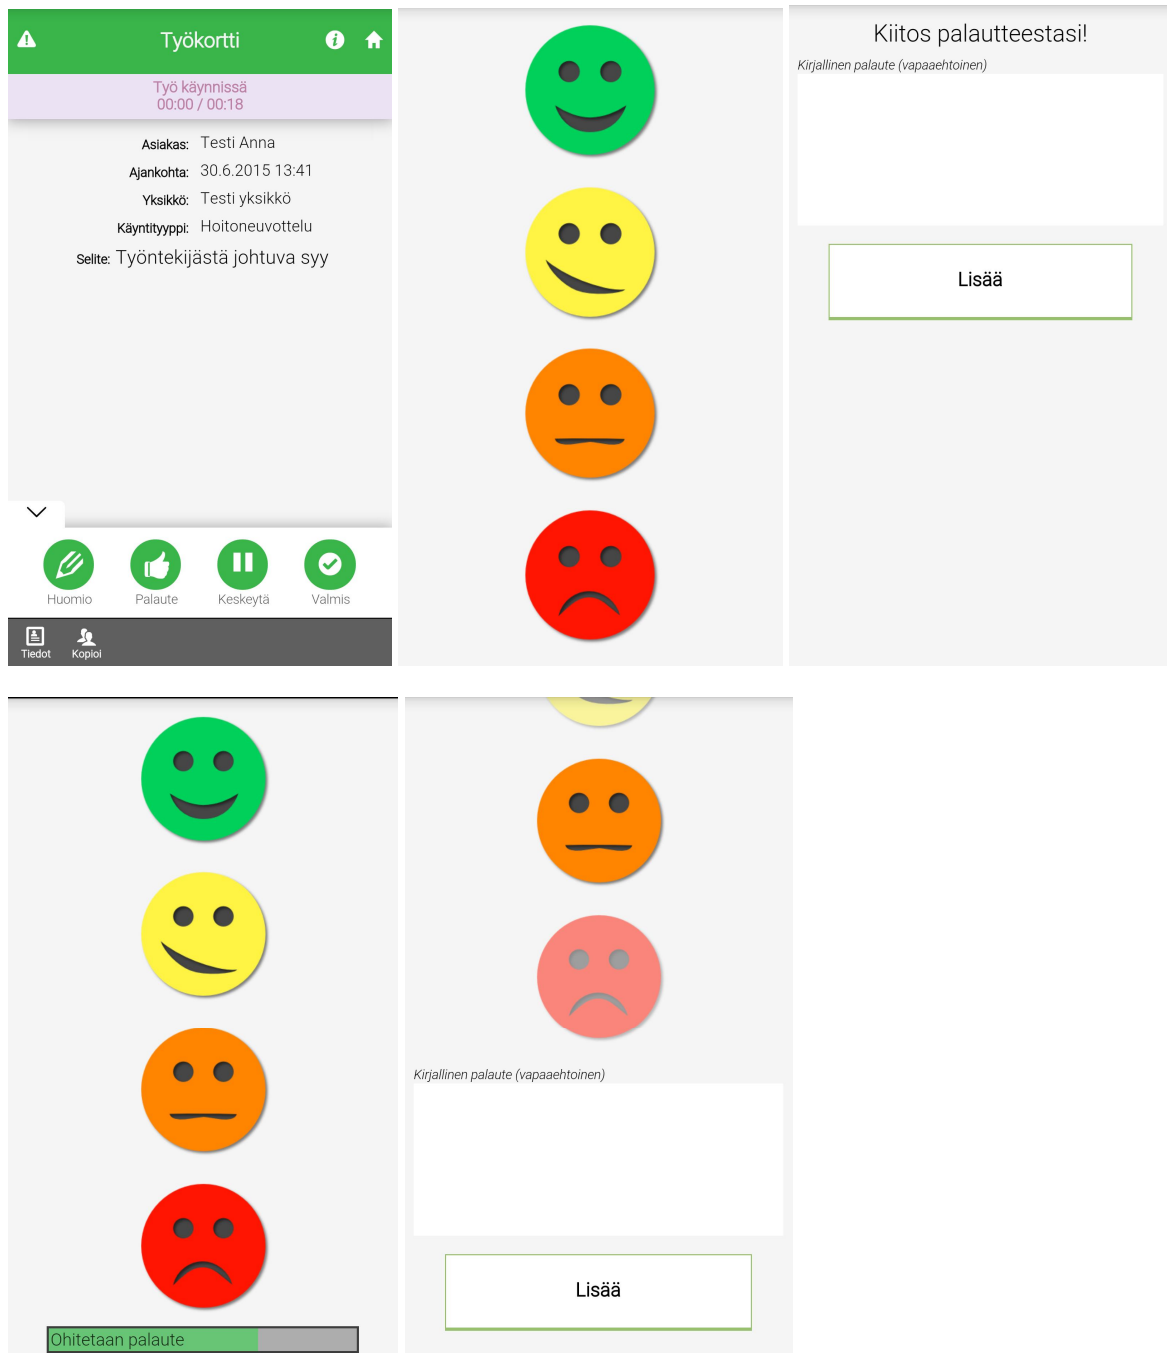 Työkortti
Työ käynnissä
00:00 / 00:18
Asiakas: Testi Anna
Ajankohta: 30.6.2015 13:41
Yksikkö: Testi yksikkö
Käyntityyppi: Hoitoneuvottelu
Selite: Työntekijästä johtuva syy
Huomio Palaute Keskeytä Valmis
Tiedot Kopioi
Kiitos palautteestasi!
Kirjallinen palaute (vapaaehtoinen)
Lisää
Ohitetaan palaute
Kirjallinen palaute (vapaaehtoinen)
Lisää